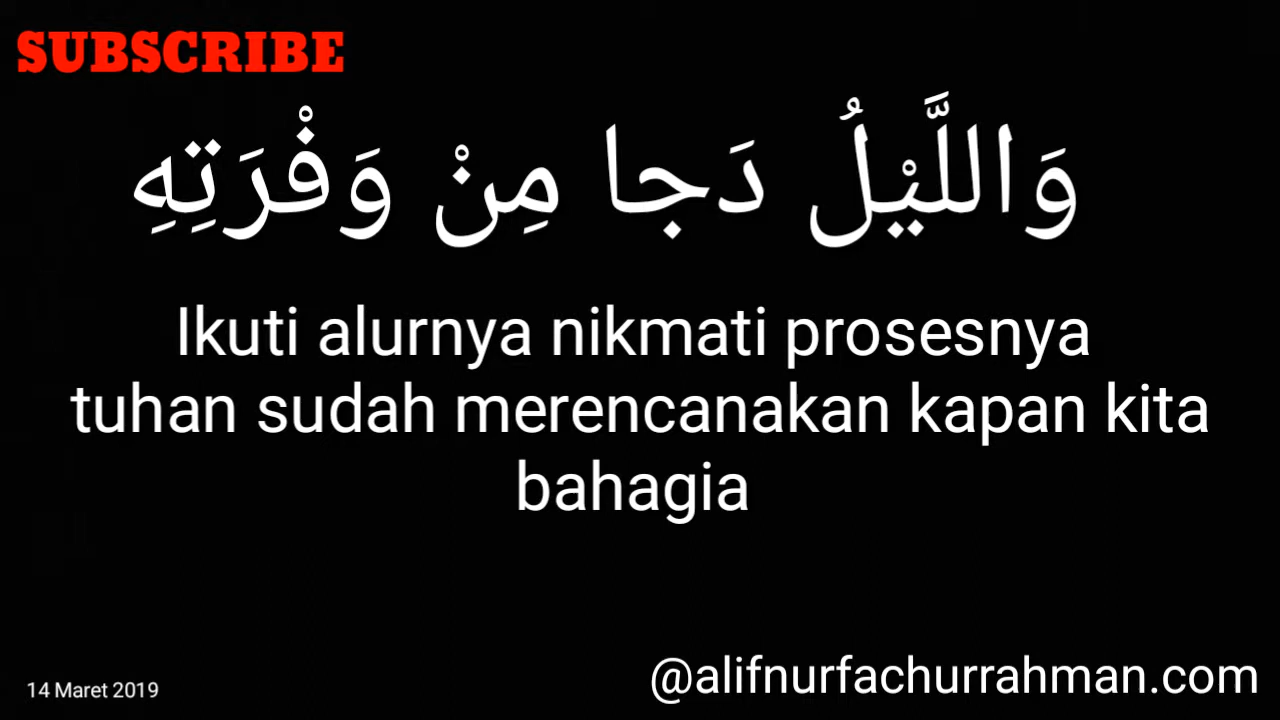 SUBSCRIBE
وَاللَّيْلُ دَجا مِنْ وَفْرَتِهِ
Ikuti alurnya nikmati prosesnya
tuhan sudah merencanakan kapan kita
bahagia
14 Maret 2019
@alifnurfachurrahman.com